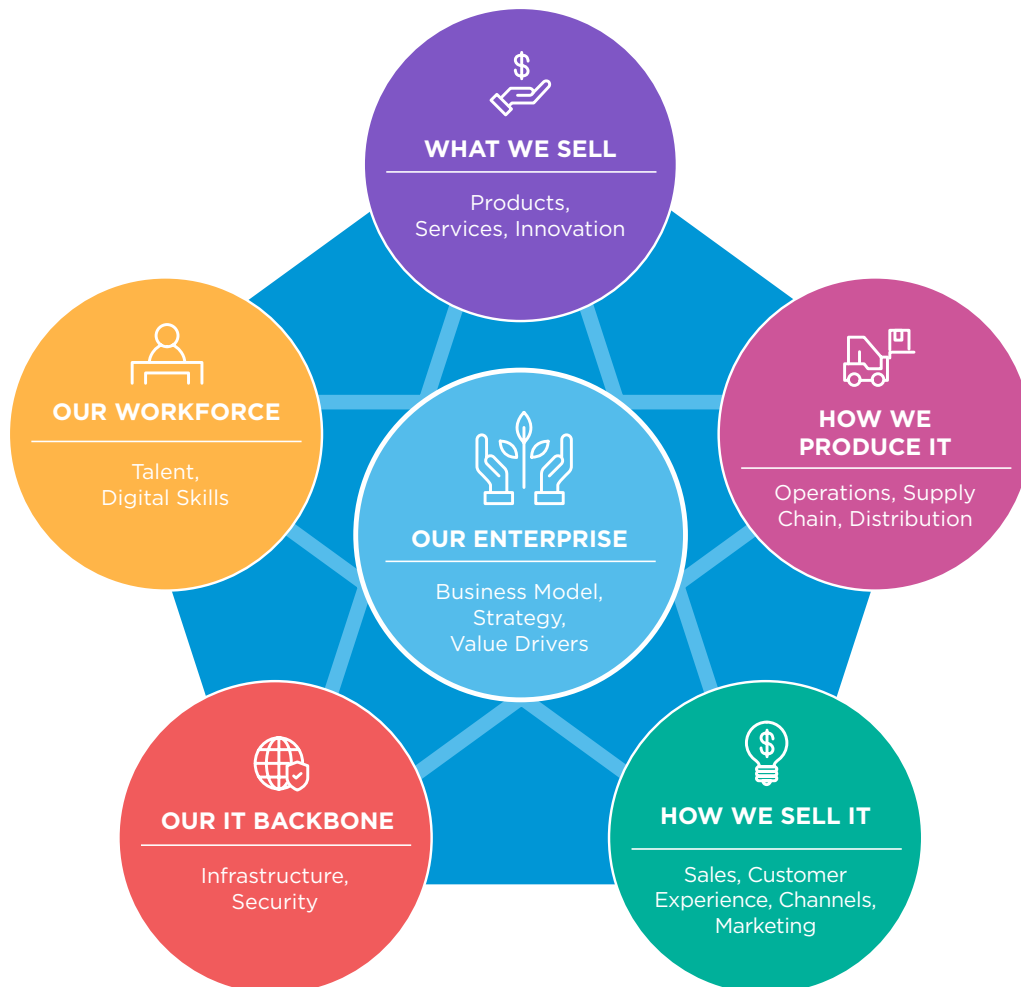 $
WHAT WE SELL
Products,
Services, Innovation
OUR WORKFORCE
Talent,
Digital Skills
HOW WE
PRODUCE IT
Operations, Supply
Chain, Distribution
OUR ENTERPRISE
Business Model,
Strategy,
Value Drivers
OUR IT BACKBONE
Infrastructure,
Security
$
HOW WE SELL IT
Sales, Customer
Experience, Channels,
Marketing